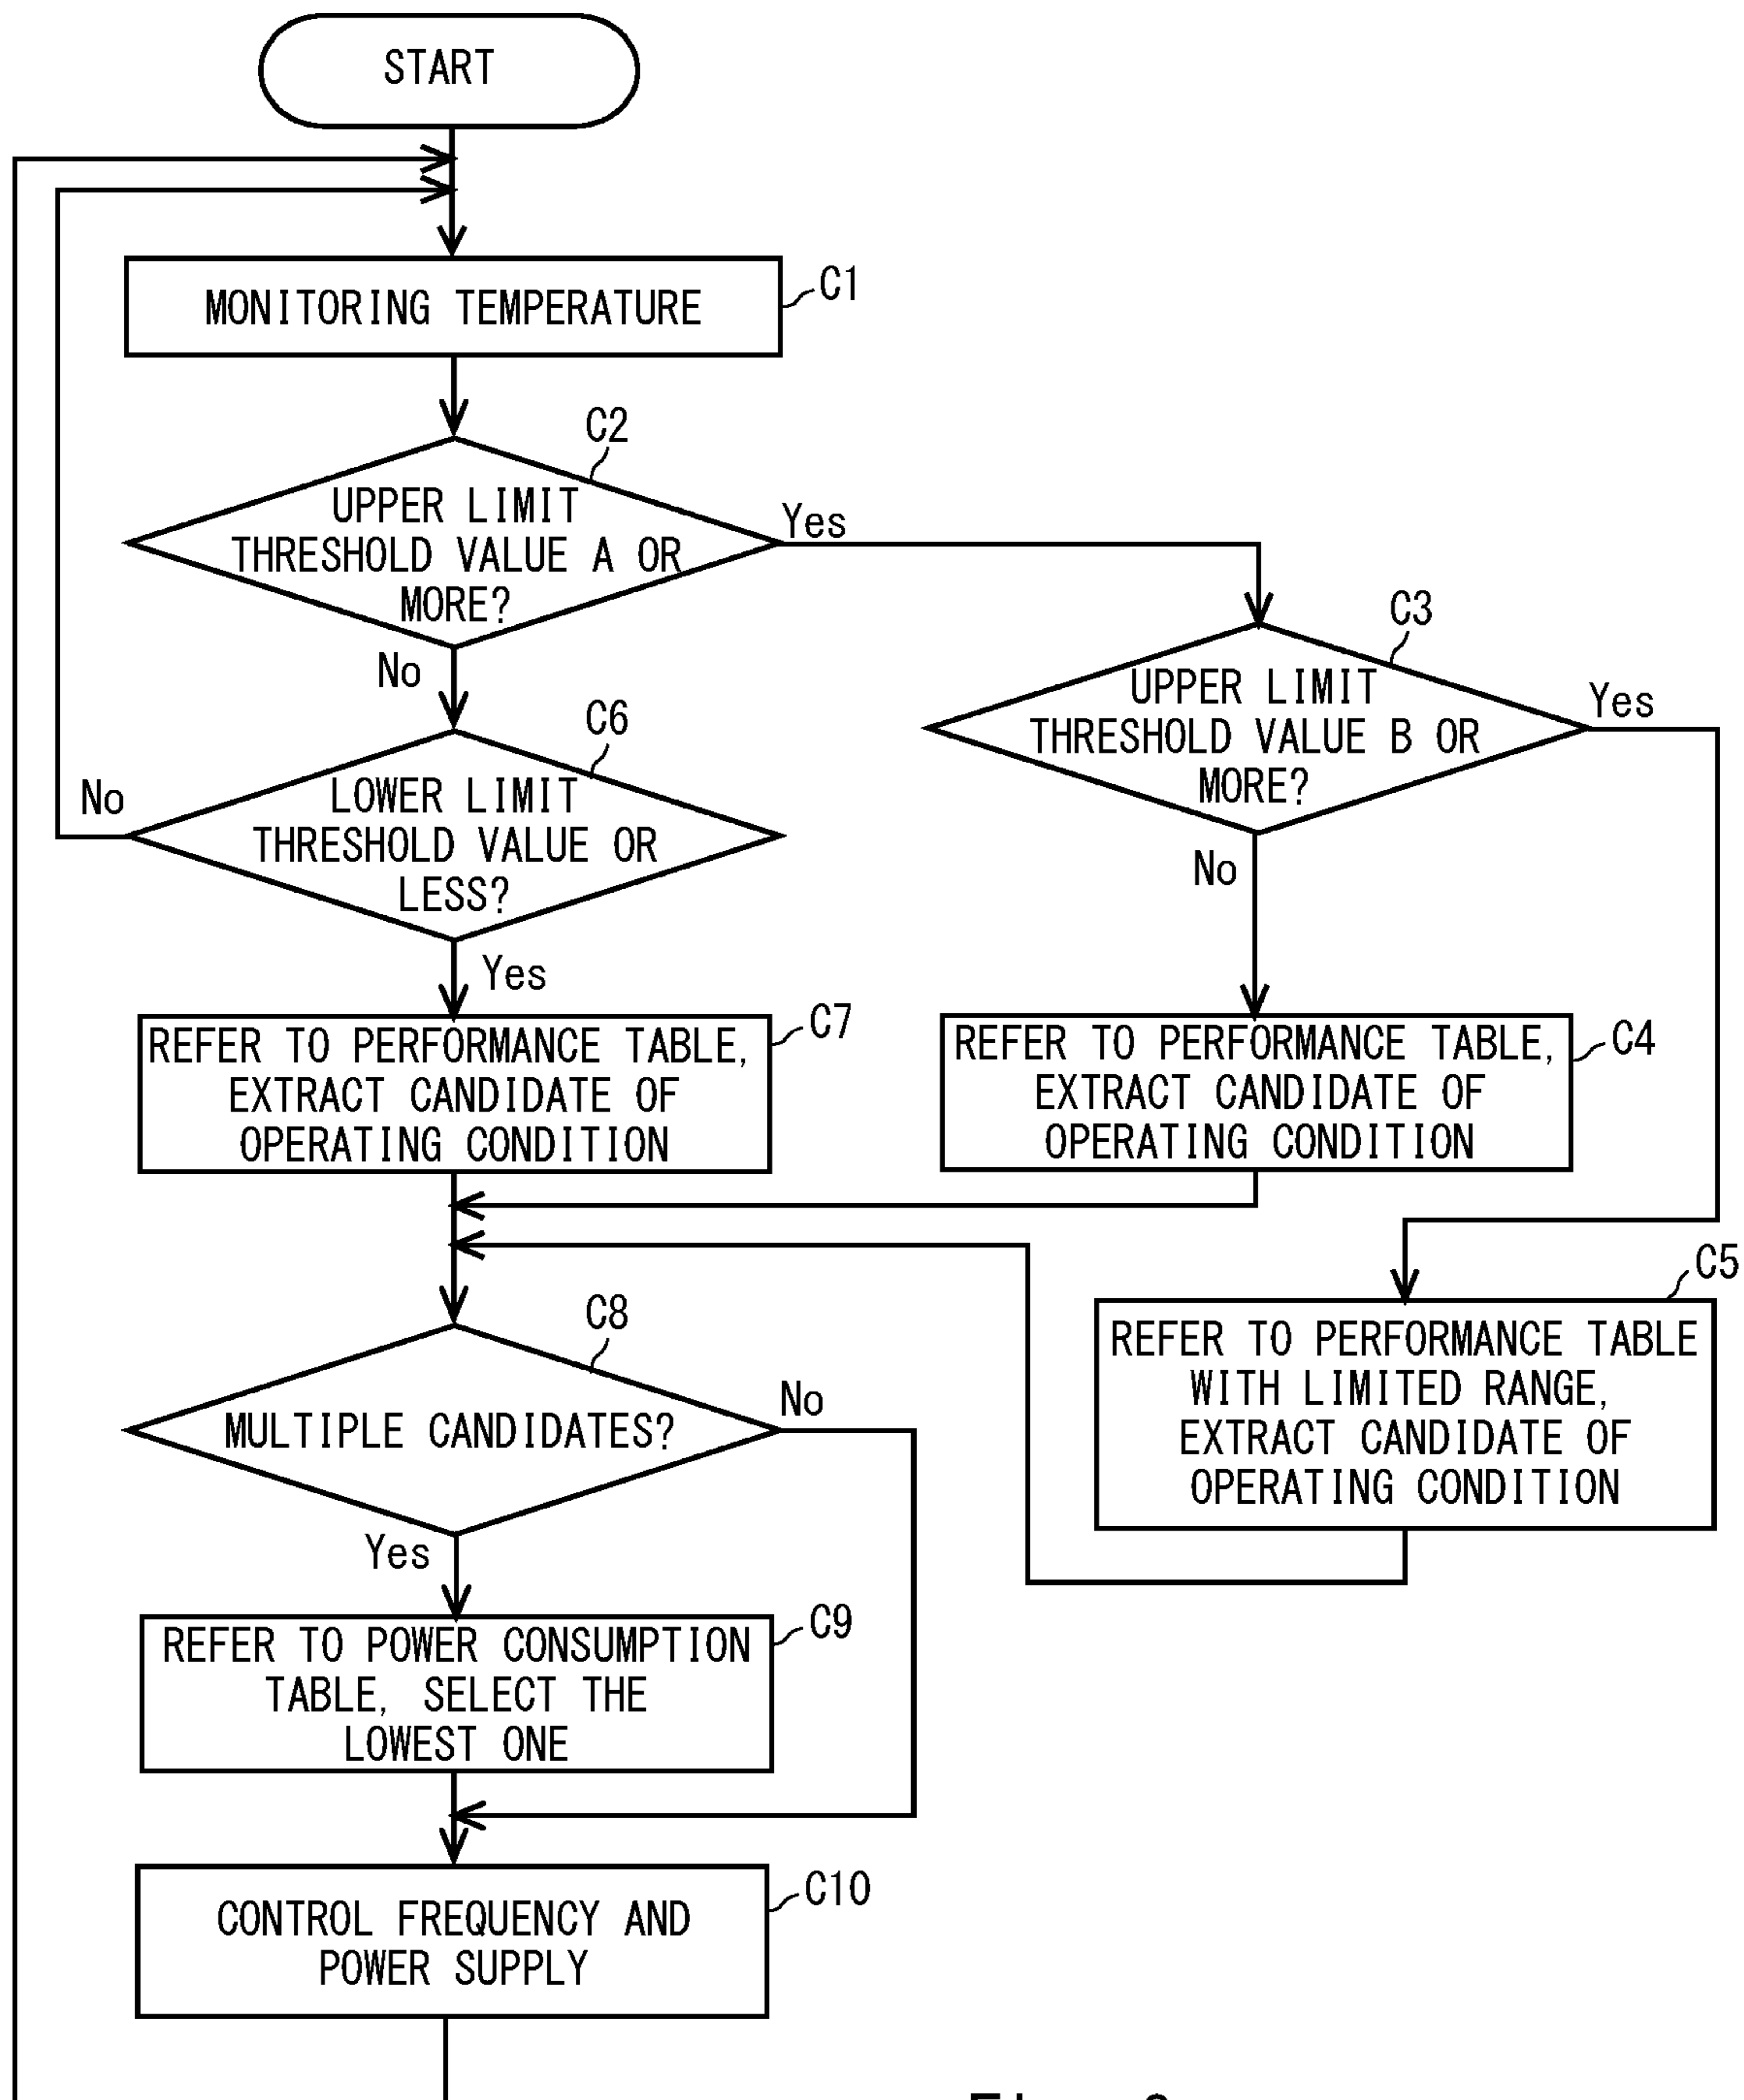 START
MONITORING TEMPERATURE
C1
C2
UPPER LIMIT
THRESHOLD VALUE A OR
MORE?
Yes
No
C3
UPPER LIMIT
THRESHOLD VALUE B OR
MORE?
Yes
No
C6
LOWER LIMIT
THRESHOLD VALUE OR
LESS?
No
Yes
C7
REFER TO PERFORMANCE TABLE,
EXTRACT CANDIDATE OF
OPERATING CONDITION
C4
REFER TO PERFORMANCE TABLE,
EXTRACT CANDIDATE OF
OPERATING CONDITION
C5
REFER TO PERFORMANCE TABLE
WITH LIMITED RANGE,
EXTRACT CANDIDATE OF
OPERATING CONDITION
C8
MULTIPLE CANDIDATES?
No
Yes
C9
REFER TO POWER CONSUMPTION
TABLE, SELECT THE
LOWEST ONE
C10
CONTROL FREQUENCY AND
POWER SUPPLY